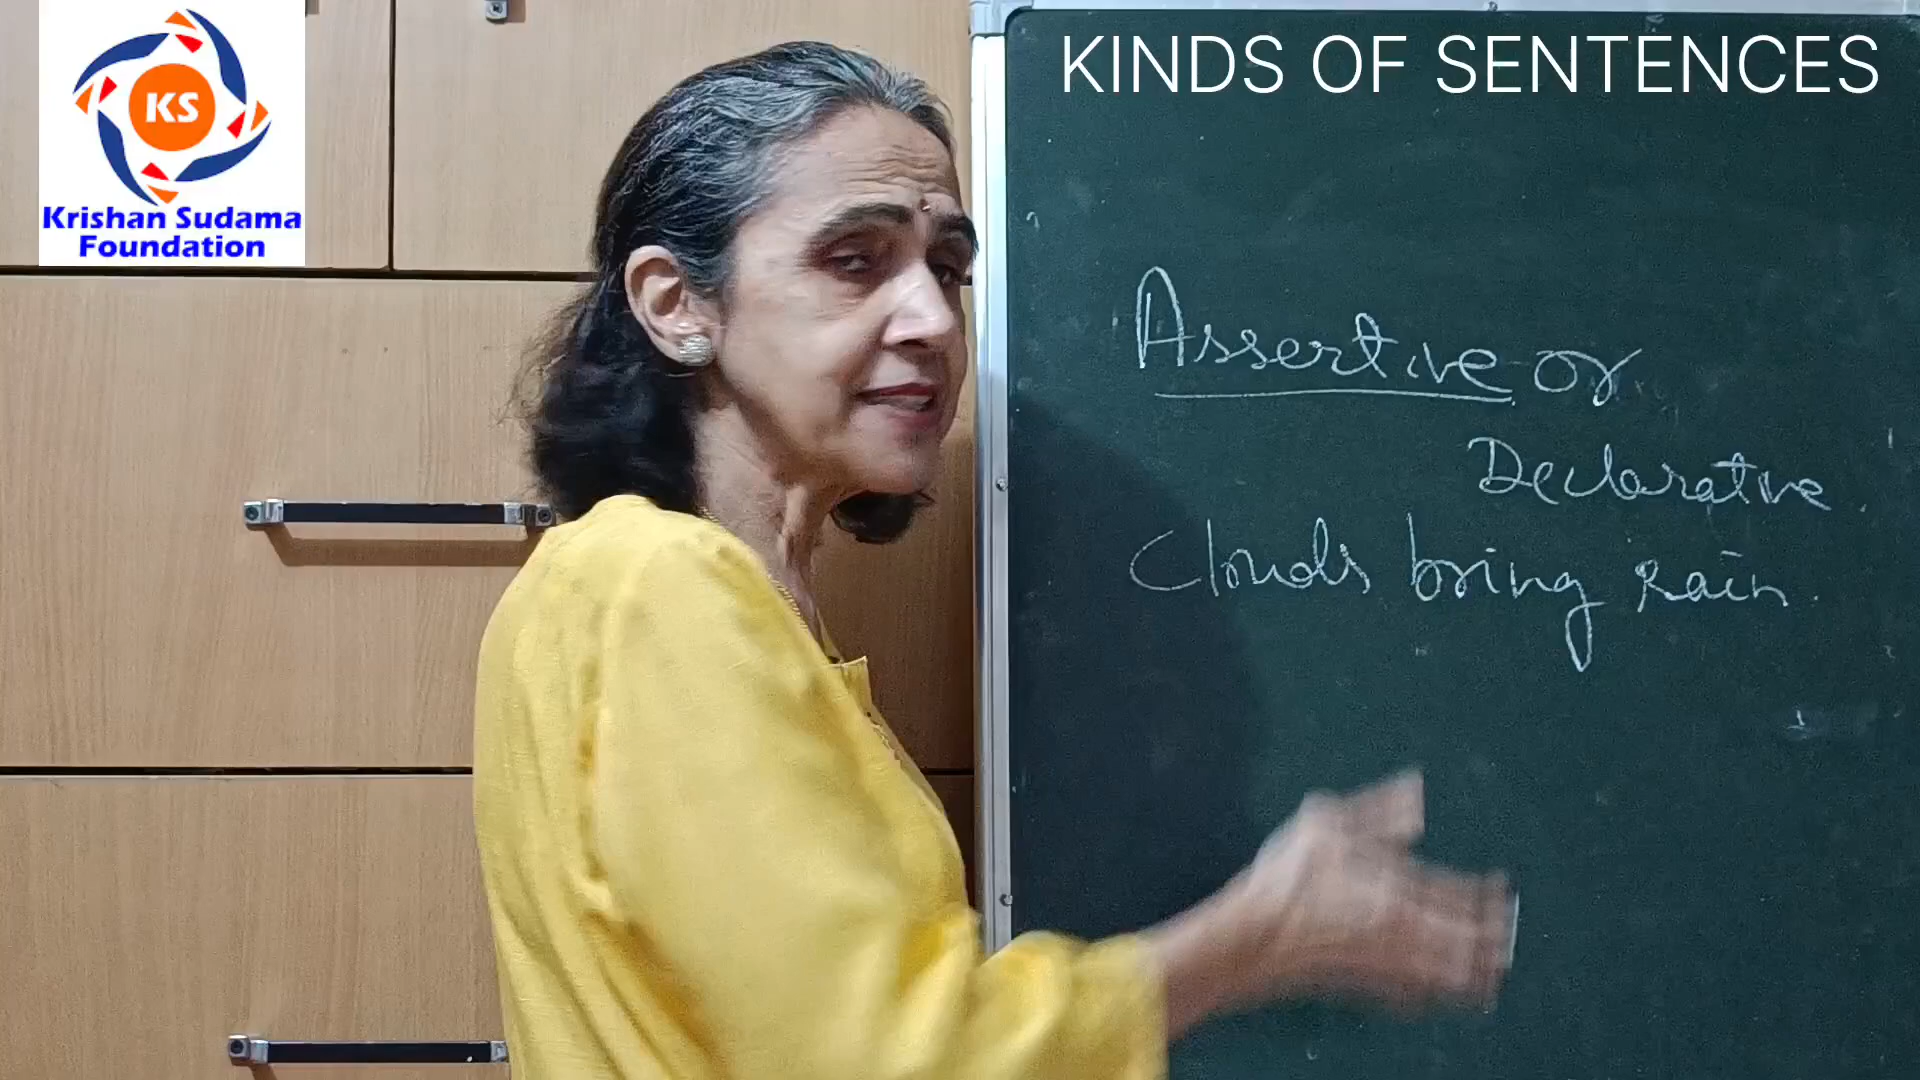 KS
Krishan Sudama
Foundation
KINDS OF SENTENCES
Assertive or
Declarative.
Clouds bring rain.